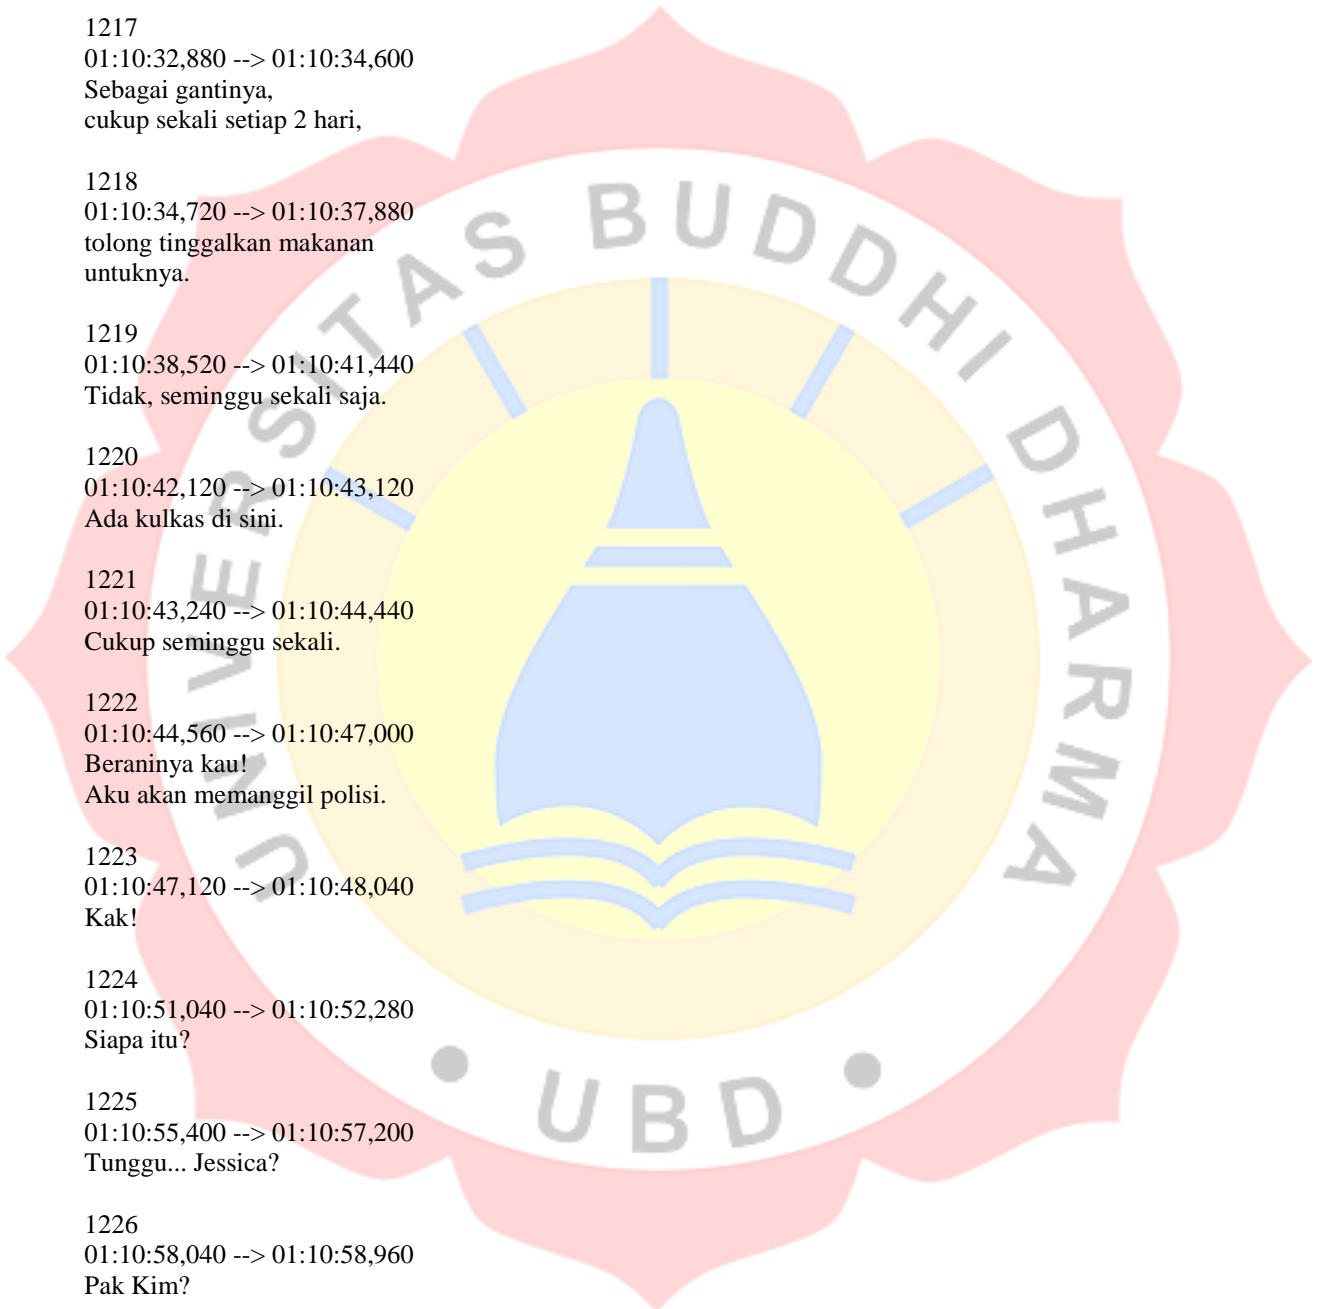 1217
01:10:32,880 --> 01:10:34,600
Sebagai gantinya,
cukup sekali setiap 2 hari,
1218
01:10:34,720 --> 01:10:37,880
tolong tinggalkan makanan
untuknya.
1219
01:10:38,520 --> 01:10:41,440
Tidak, seminggu sekali saja.
1220
01:10:42,120 --> 01:10:43,120
Ada kulkas di sini.
1221
01:10:43,240 --> 01:10:44,440
Cukup seminggu sekali.
1222
01:10:44,560 --> 01:10:47,000
Beraninya kau!
Aku akan memanggil polisi.
1223
01:10:47,120 --> 01:10:48,040
Kak!
1224
01:10:51,040 --> 01:10:52,280
Siapa itu?
1225
01:10:55,400 --> 01:10:57,200
Tunggu... Jessica?
1226
01:10:58,040 --> 01:10:58,960
Pak Kim?
UNIVERSITAS BUDDHI DHARMA
• UBD •